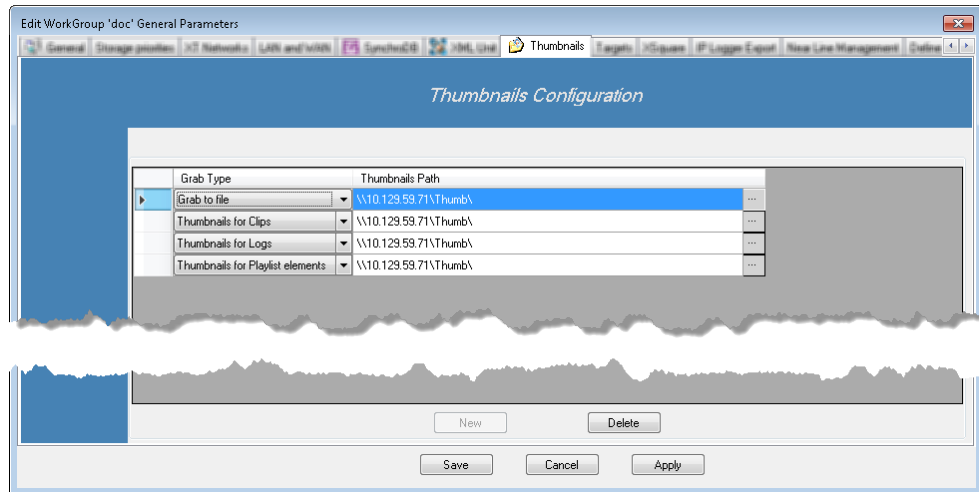 Edit WorkGroup 'doc' General Parameters
General Storage priorities XT Networks LAN and WAN SynchroDB XML Unit Thumbnails Targets XSquare IP Logger Export Near Line Management Define
Thumbnails Configuration
Grab Type Thumbnails Path
Grab to file \\10.129.59.71\Thumb\ ...
Thumbnails for Clips \\10.129.59.71\Thumb\ ...
Thumbnails for Logs \\10.129.59.71\Thumb\ ...
Thumbnails for Playlist elements \\10.129.59.71\Thumb\ ...
New Delete
Save Cancel Apply